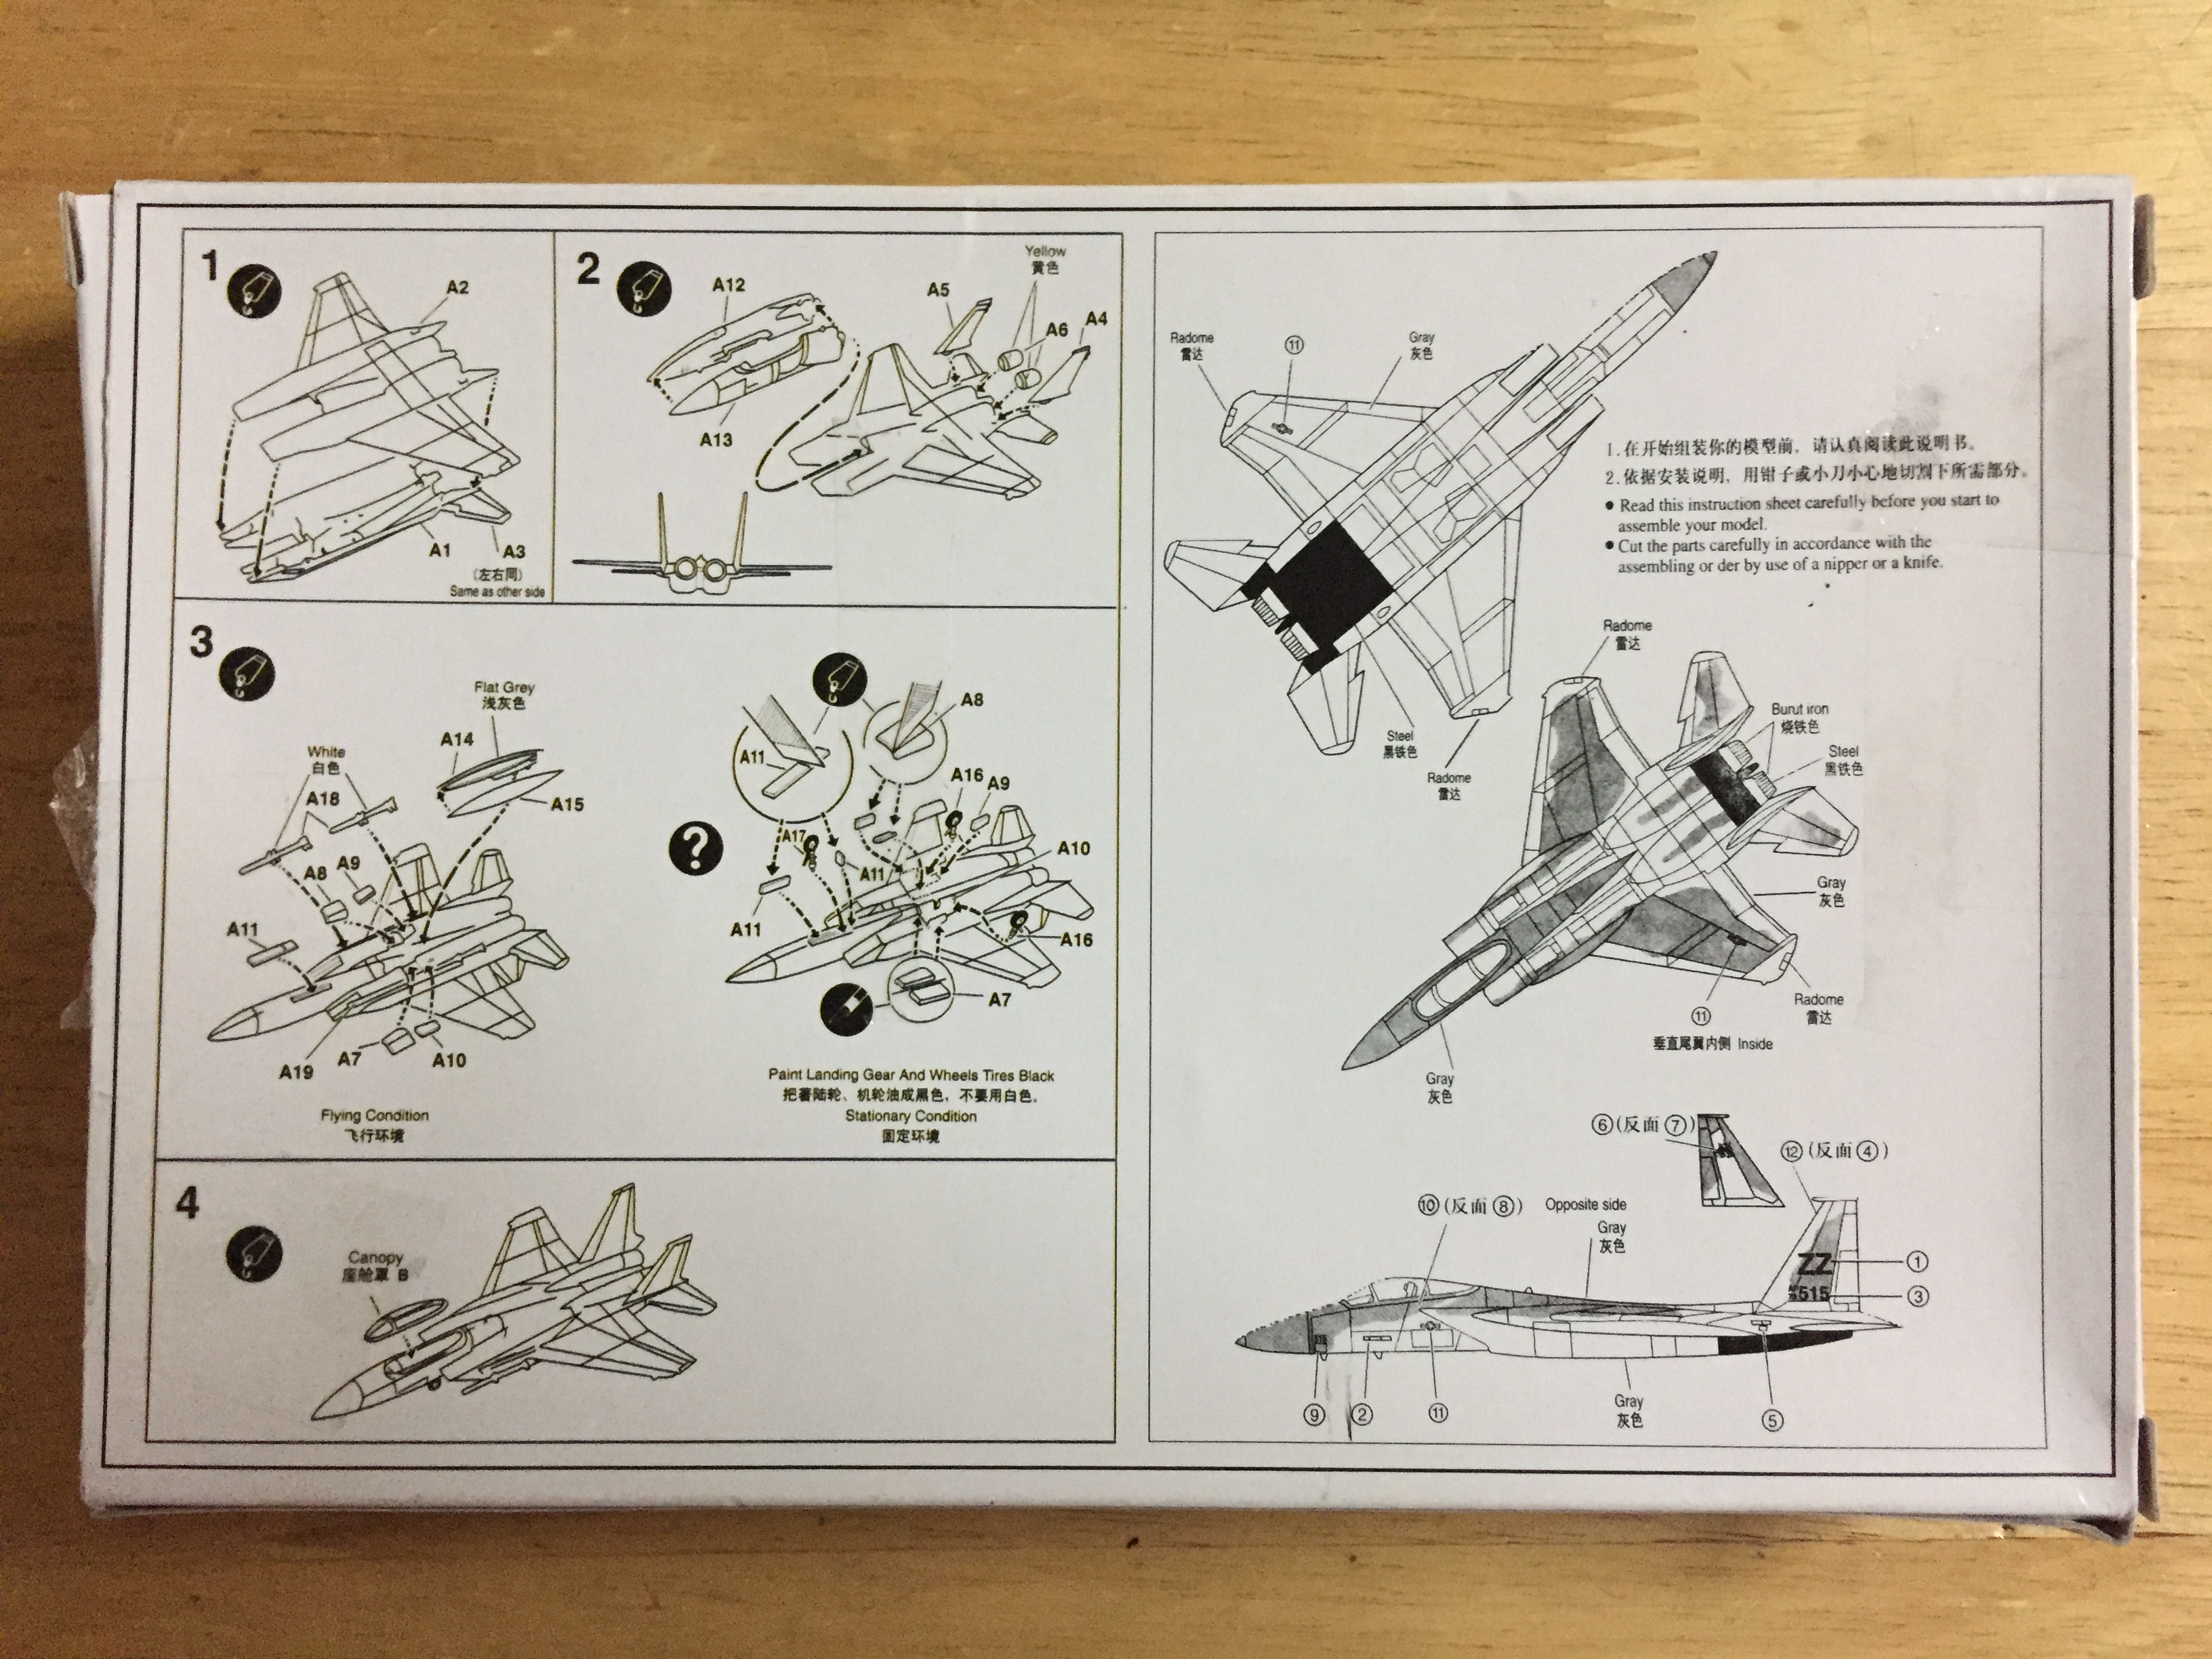 1
A2
A1
A3
(左右同)
Same as other side
2
Yellow
黄色
A12
A5
A6
A4
A13
3
Flat Grey
浅灰色
A14
White
白色
A18
A15
A8
A9
A11
A19
A7
A10
Flying Condition
飞行环境
?
A11
A8
A16
A9
A17
A11
A10
A11
A16
A7
Paint Landing Gear And Wheels Tires Black
把著陆轮、机轮油成黑色，不要用白色。
Stationary Condition
固定环境
4
Canopy
座舱罩 B
Radome
雷达
⑪
Gray
灰色
1.在开始组装你的模型前，请认真阅读此说明书。
2.依据安装说明，用钳子或小刀小心地切割下所需部分。
● Read this instruction sheet carefully before you start to
assemble your model.
● Cut the parts carefully in accordance with the
assembling or der by use of a nipper or a knife.
Steel
黑铁色
Radome
雷达
Radome
雷达
Burut iron
烧铁色
Steel
黑铁色
Gray
灰色
Radome
雷达
⑪
垂直尾翼内侧 Inside
Gray
灰色
⑥(反面⑦)
⑫(反面④)
⑩(反面⑧) Opposite side
Gray
灰色
ZZ
①
515
③
⑨
②
⑪
Gray
灰色
⑤